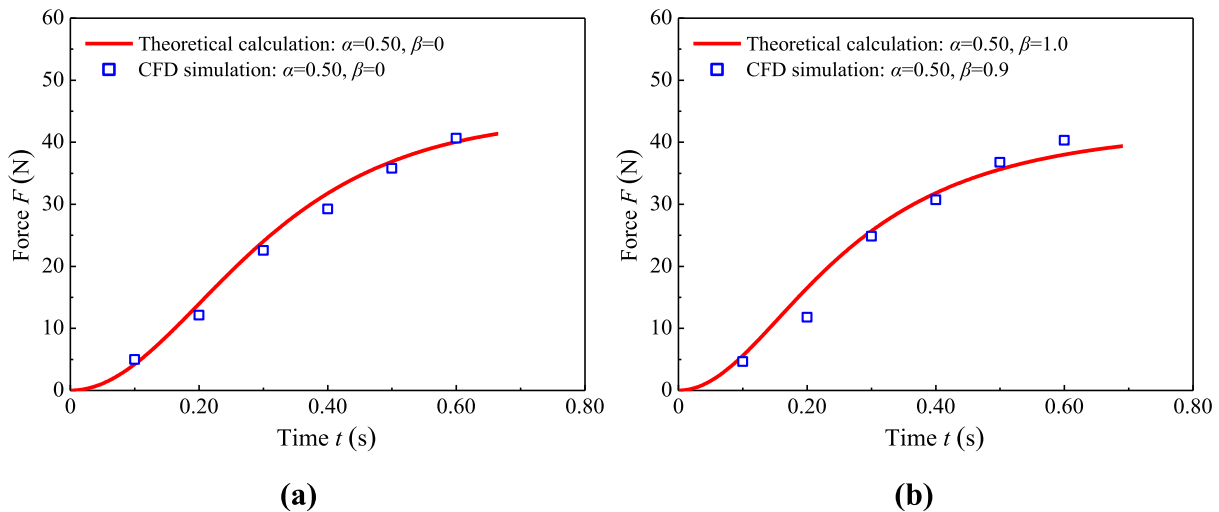 Theoretical calculation: α=0.50, β=0
CFD simulation: α=0.50, β=0
Force F (N)
60
50
40
30
20
10
0
0 0.20 0.40 0.60 0.80
Time t (s)
(a)
Theoretical calculation: α=0.50, β=1.0
CFD simulation: α=0.50, β=0.9
Force F (N)
60
50
40
30
20
10
0
0 0.20 0.40 0.60 0.80
Time t (s)
(b)